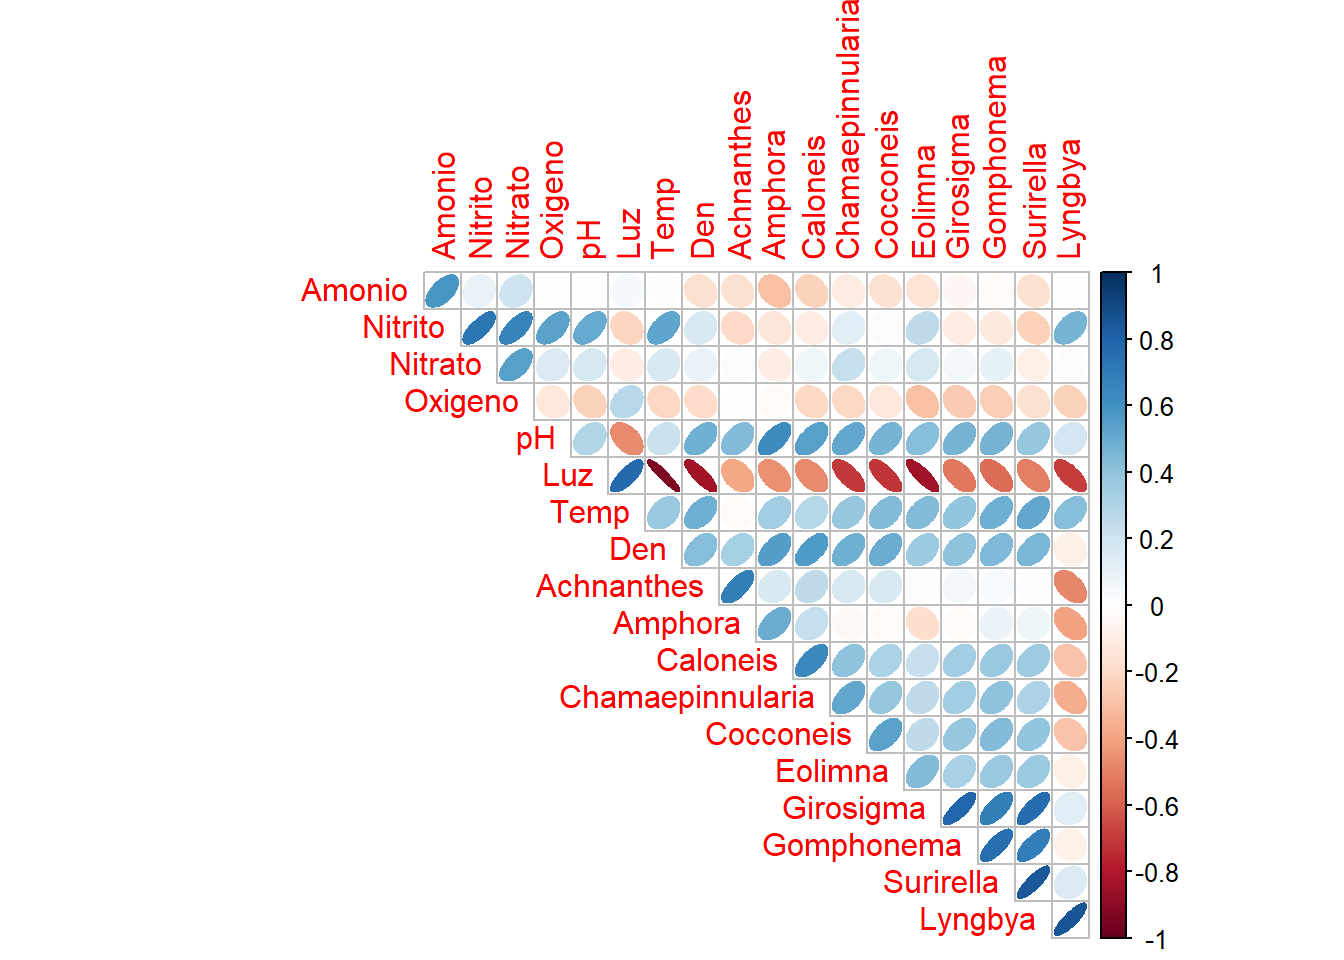 Amonio
Nitrito
Nitrato
Oxigeno
pH
Luz
Temp
Den
Achnanthes
Amphora
Caloneis
Chamaepinnularia
Cocconeis
Eolimna
Girosigma
Gomphonema
Surirella
Lyngbya
Amonio
Nitrito
Nitrato
Oxigeno
pH
Luz
Temp
Den
Achnanthes
Amphora
Caloneis
Chamaepinnularia
Cocconeis
Eolimna
Girosigma
Gomphonema
Surirella
Lyngbya
1
0.8
0.6
0.4
0.2
0
-0.2
-0.4
-0.6
-0.8
-1